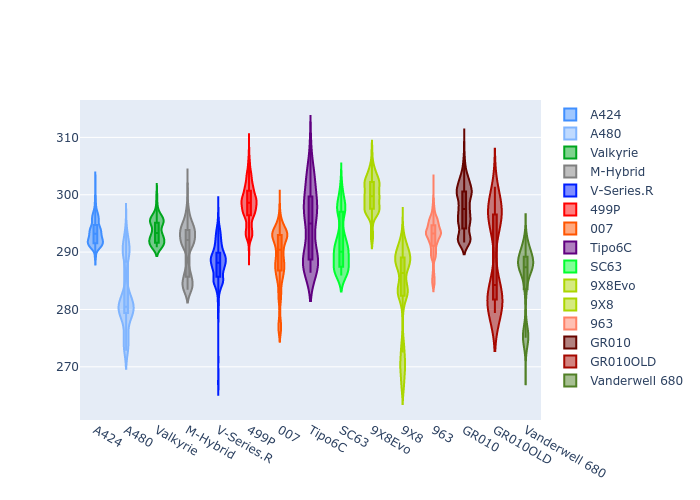 310
300
290
280
270
A424
A480
Valkyrie
M-Hybrid
V-Series.R
499P
007
Tipo6C
SC63
9X8Evo
9X8
963
GR010
GR010OLD
Vanderwell 680
A424
A480
Valkyrie
M-Hybrid
V-Series.R
499P
007
Tipo6C
SC63
9X8Evo
9X8
963
GR010
GR010OLD
Vanderwell 680